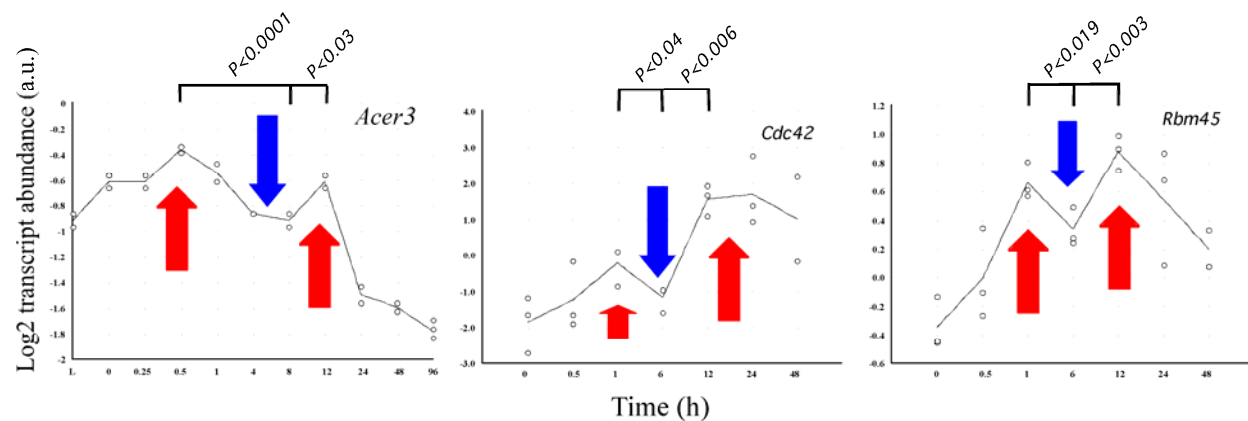 Log2 transcript abundance (a.u.)
P<0.0001 P<0.03
Acer3
0
-0.2
-0.4
-0.6
-0.8
-1
-1.2
-1.4
-1.6
-1.8
-2
L 0 0.25 0.5 1 4 8 12 24 48 96
P<0.04 P<0.006
Cdc42
4.0
3.0
2.0
1.0
0.0
-1.0
-2.0
-3.0
0 0.5 1 6 12 24 48
P<0.019 P<0.003
Rbm45
1.2
1.0
0.8
0.6
0.4
0.2
0.0
-0.2
-0.4
-0.6
0 0.5 1 6 12 24 48
Time (h)